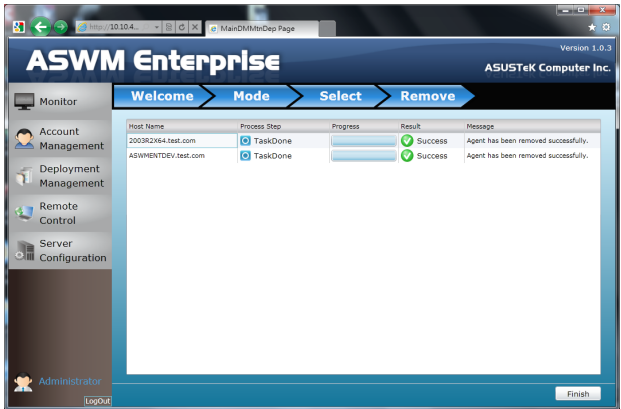 http://10.10.4...
MainDMMtnDep Page
Version 1.0.3
ASWM Enterprise
ASUSTeK Computer Inc.
Welcome Mode Select Remove
Monitor
Account
Management
Deployment
Management
Remote
Control
Server
Configuration
Host Name Process Step Progress Result Message
2003R2X64.test.com TaskDone Success Agent has been removed successfully.
ASWMENTDEV.test.com TaskDone Success Agent has been removed successfully.
Administrator
LogOut
Finish